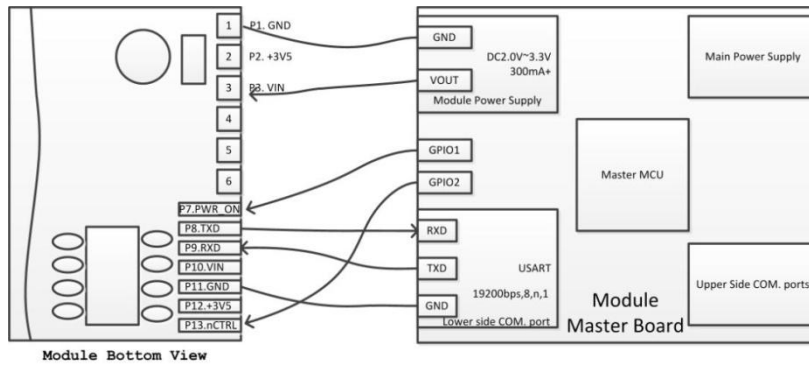 1
P1. GND
2
P2. +3V5
3
P3. VIN
4
5
6
P7.PWR_ON
P8.TXD
P9.RXD
P10.VIN
P11.GND
P12.+3V5
P13.nCTRL
Module Bottom View
GND
DC2.0V~3.3V
300mA+
VOUT
Module Power Supply
GPIO1
GPIO2
RXD
TXD
USART
19200bps,8,n,1
GND
Lower side COM. port
Main Power Supply
Master MCU
Upper Side COM. ports
Module
Master Board